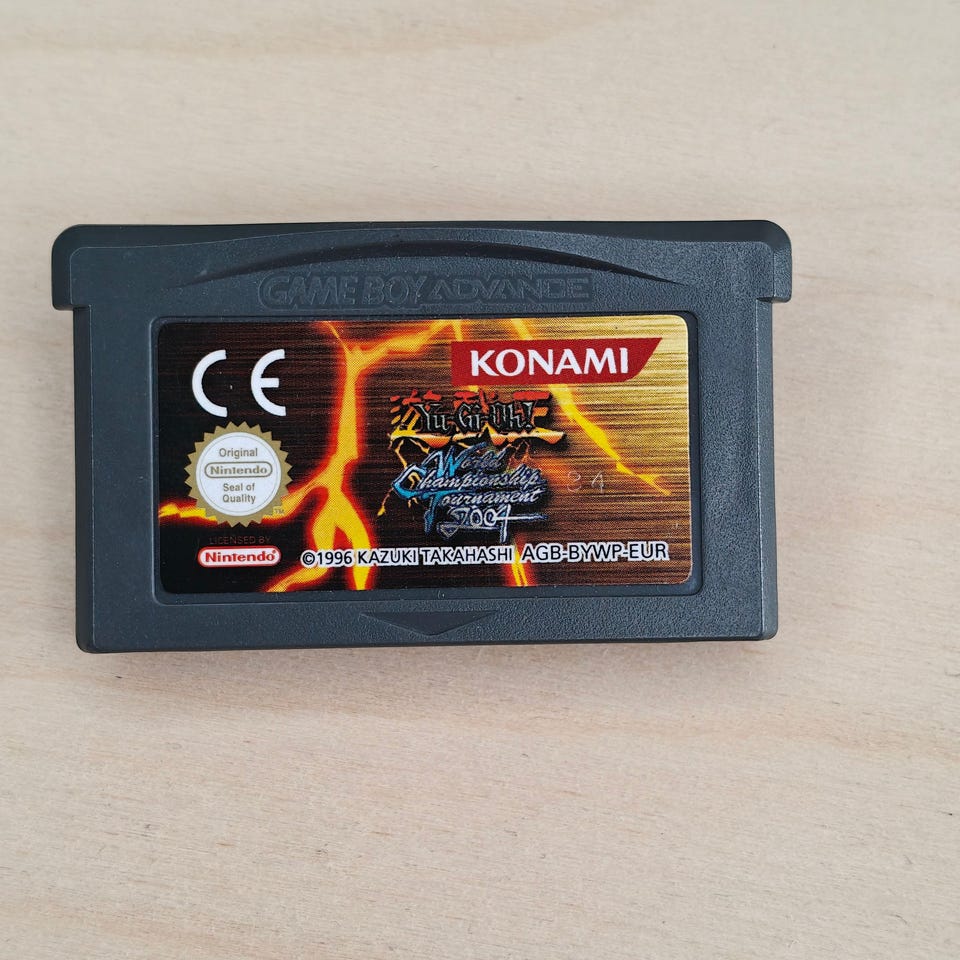 GAME BOY ADVANCE
CE
KONAMI
Yu-Gi-Oh!
World
Championship
Tournament
2004
Original
Nintendo
Seal of
Quality
TM
LICENSED BY
Nintendo®
©1996 KAZUKI TAKAHASHI AGB-BYWP-EUR